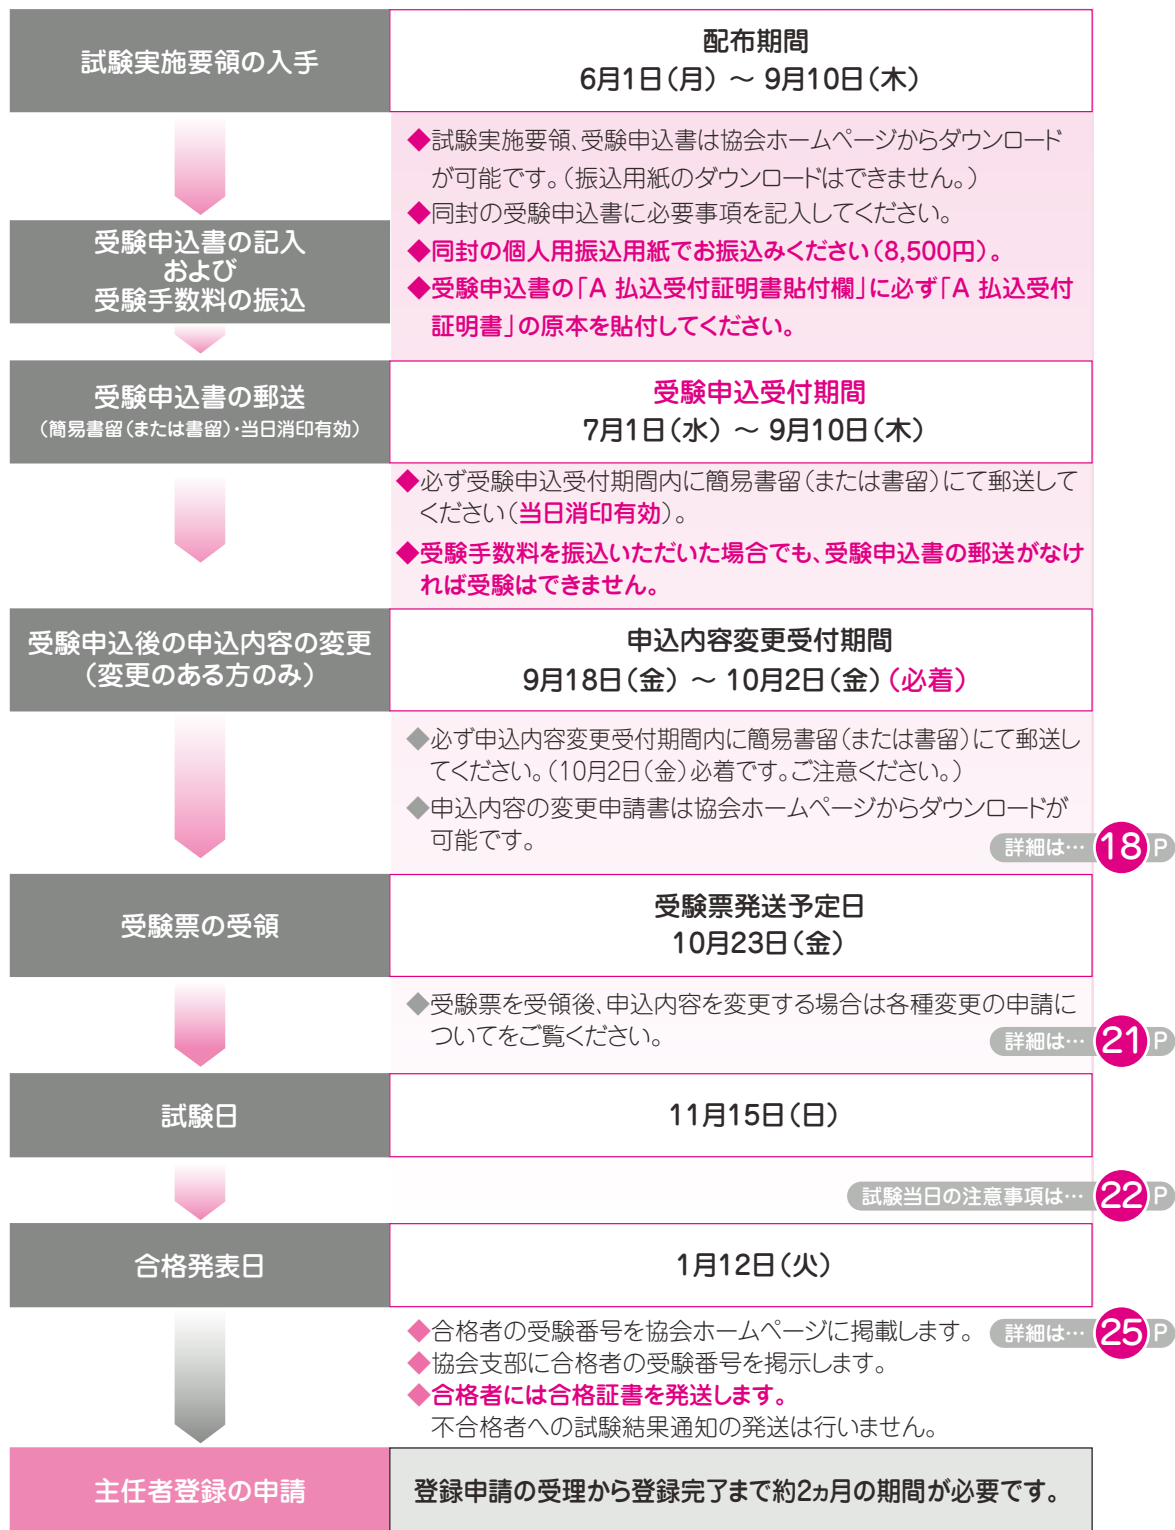 試験実施要領の入手
配布期間
6月1日(月) ~ 9月10日(木)
◆試験実施要領、受験申込書は協会ホームページからダウンロード
が可能です。(振込用紙のダウンロードはできません。)
◆同封の受験申込書に必要事項を記入してください。
◆同封の個人用振込用紙でお振込みください(8,500円)。
◆受験申込書の「A 払込受付証明書貼付欄」に必ず「A 払込受付
証明書」の原本を貼付してください。
受験申込書の記入
および
受験手数料の振込
受験申込書の郵送
(簡易書留(または書留)・当日消印有効)
受験申込受付期間
7月1日(水) ~ 9月10日(木)
◆必ず受験申込受付期間内に簡易書留(または書留)にて郵送して
ください(当日消印有効)。
◆受験手数料を振込いただいた場合でも、受験申込書の郵送がなけ
れば受験はできません。
受験申込後の申込内容の変更
(変更のある方のみ)
申込内容変更受付期間
9月18日(金) ~ 10月2日(金)(必着)
◆必ず申込内容変更受付期間内に簡易書留(または書留)にて郵送し
てください。(10月2日(金)必着です。ご注意ください。)
◆申込内容の変更申請書は協会ホームページからダウンロードが
可能です。
詳細は… 18 P
受験票の受領
受験票発送予定日
10月23日(金)
◆受験票を受領後、申込内容を変更する場合は各種変更の申請に
ついてをご覧ください。
詳細は… 21 P
試験日
11月15日(日)
試験当日の注意事項は… 22 P
合格発表日
1月12日(火)
◆合格者の受験番号を協会ホームページに掲載します。
詳細は… 25 P
◆協会支部に合格者の受験番号を掲示します。
◆合格者には合格証書を発送します。
不合格者への試験結果通知の発送は行いません。
主任者登録の申請
登録申請の受理から登録完了まで約2ヵ月の期間が必要です。